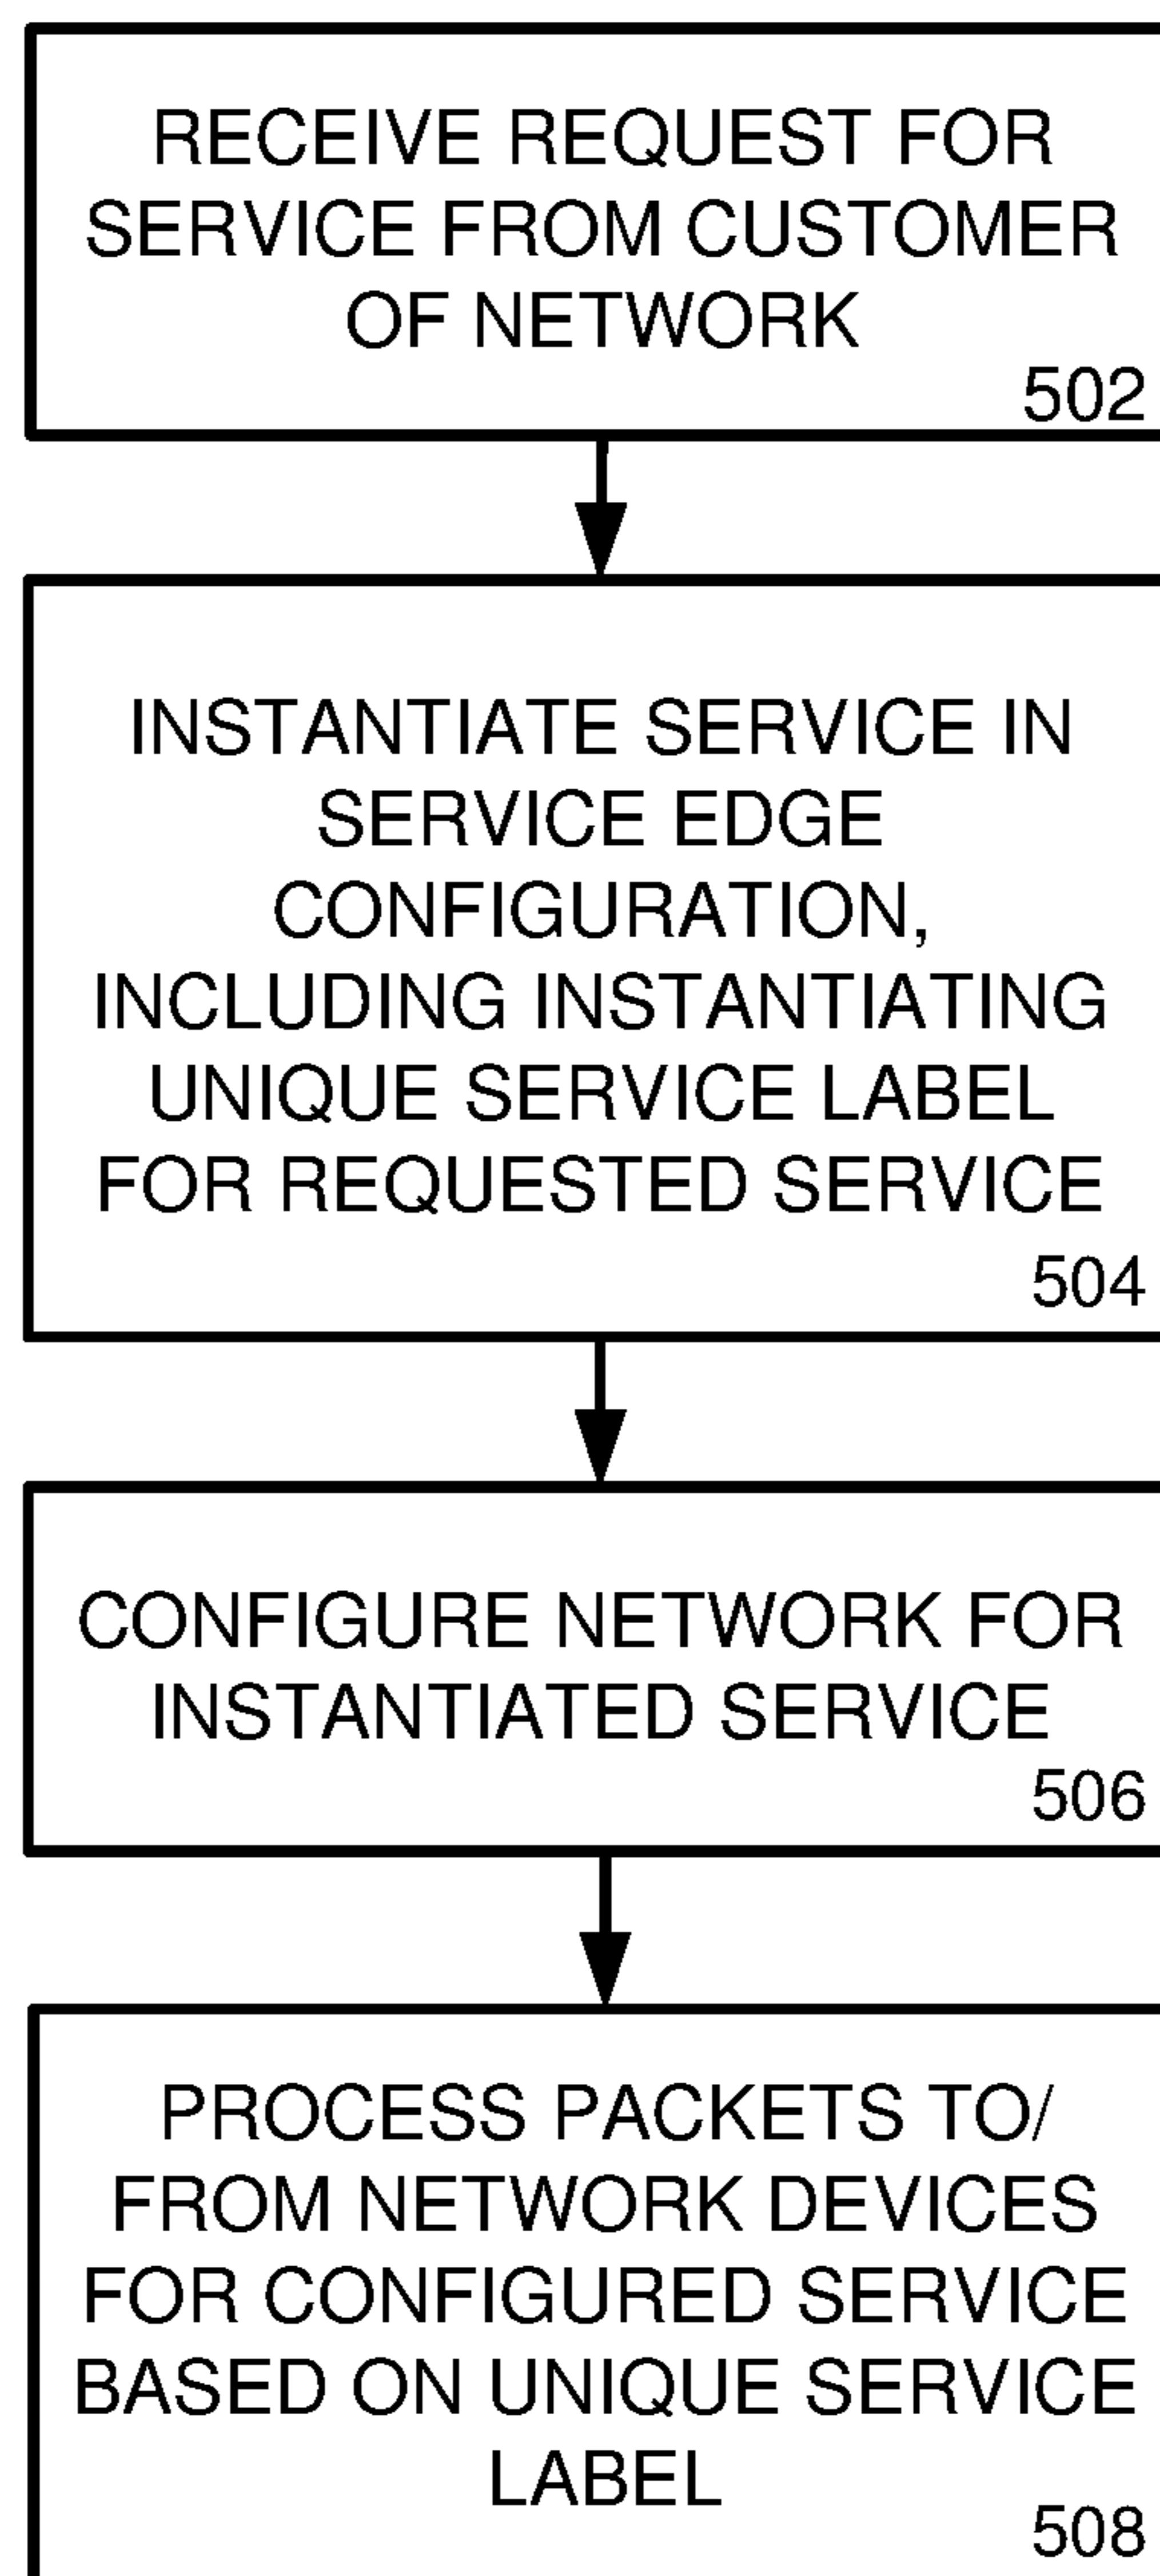 RECEIVE REQUEST FOR
SERVICE FROM CUSTOMER
OF NETWORK
502
INSTANTIATE SERVICE IN
SERVICE EDGE
CONFIGURATION,
INCLUDING INSTANTIATING
UNIQUE SERVICE LABEL
FOR REQUESTED SERVICE
504
CONFIGURE NETWORK FOR
INSTANTIATED SERVICE
506
PROCESS PACKETS TO/
FROM NETWORK DEVICES
FOR CONFIGURED SERVICE
BASED ON UNIQUE SERVICE
LABEL
508